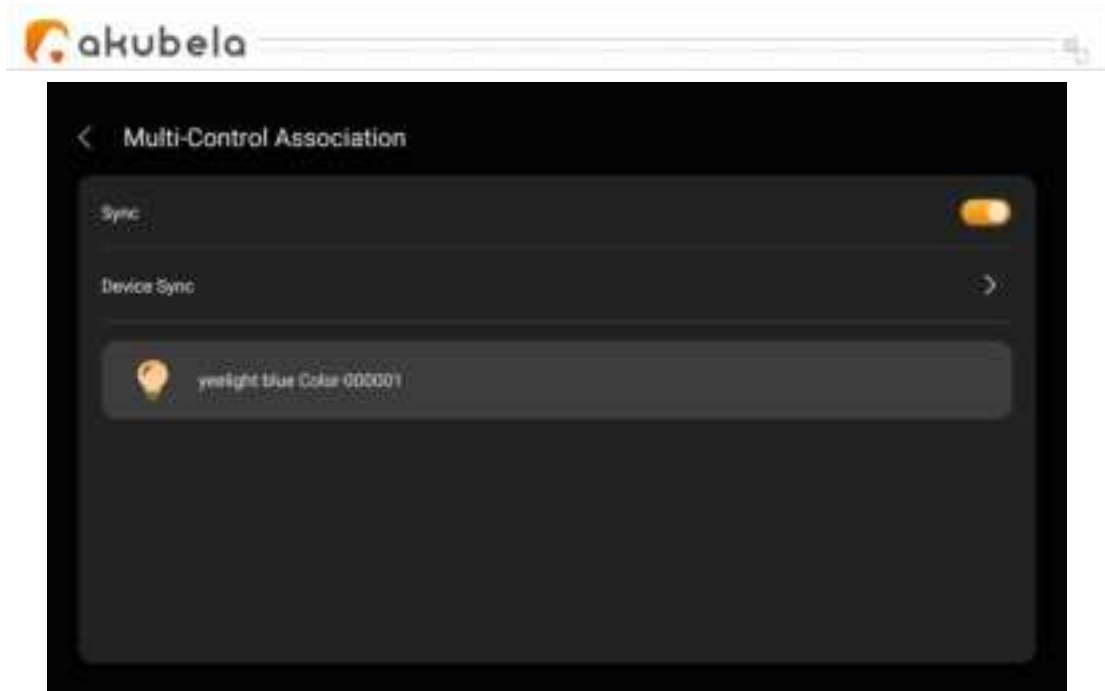 akubela
Multi-Control Association
Sync
Device Sync
yeelight blue Color 000001